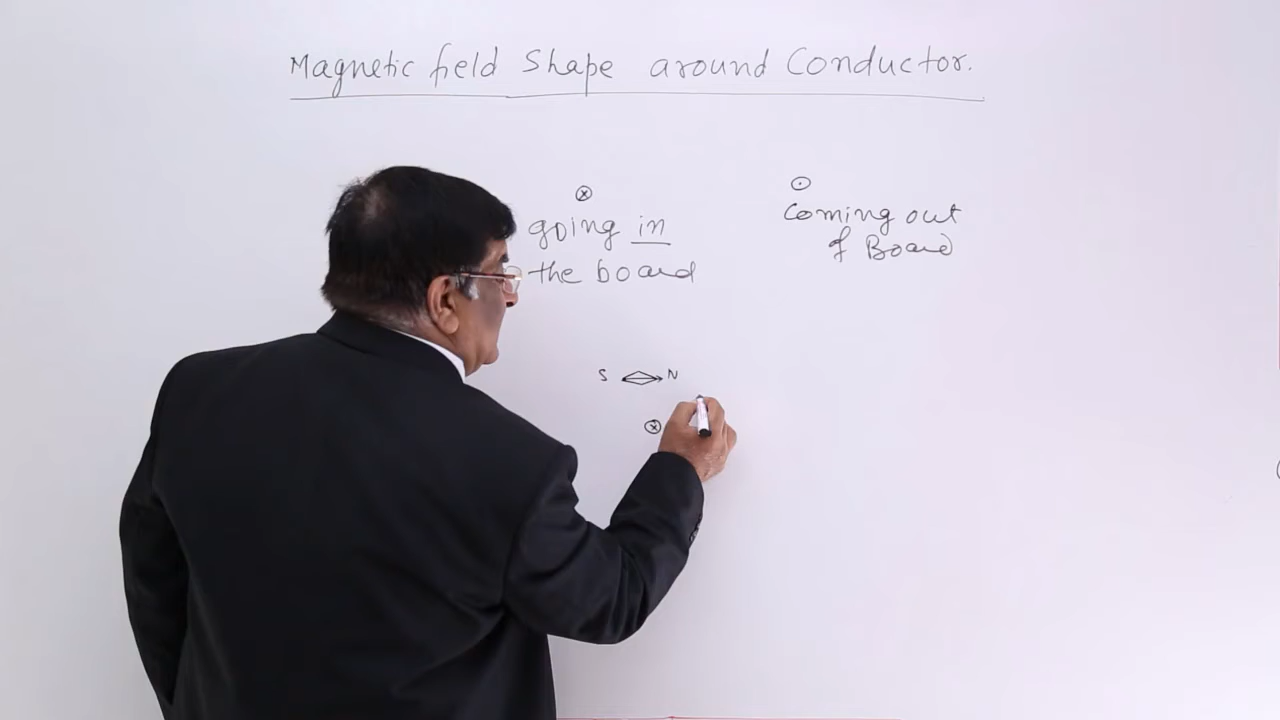 Magnetic field Shape around Conductor.
going in
the board
Coming out
of Board
S N